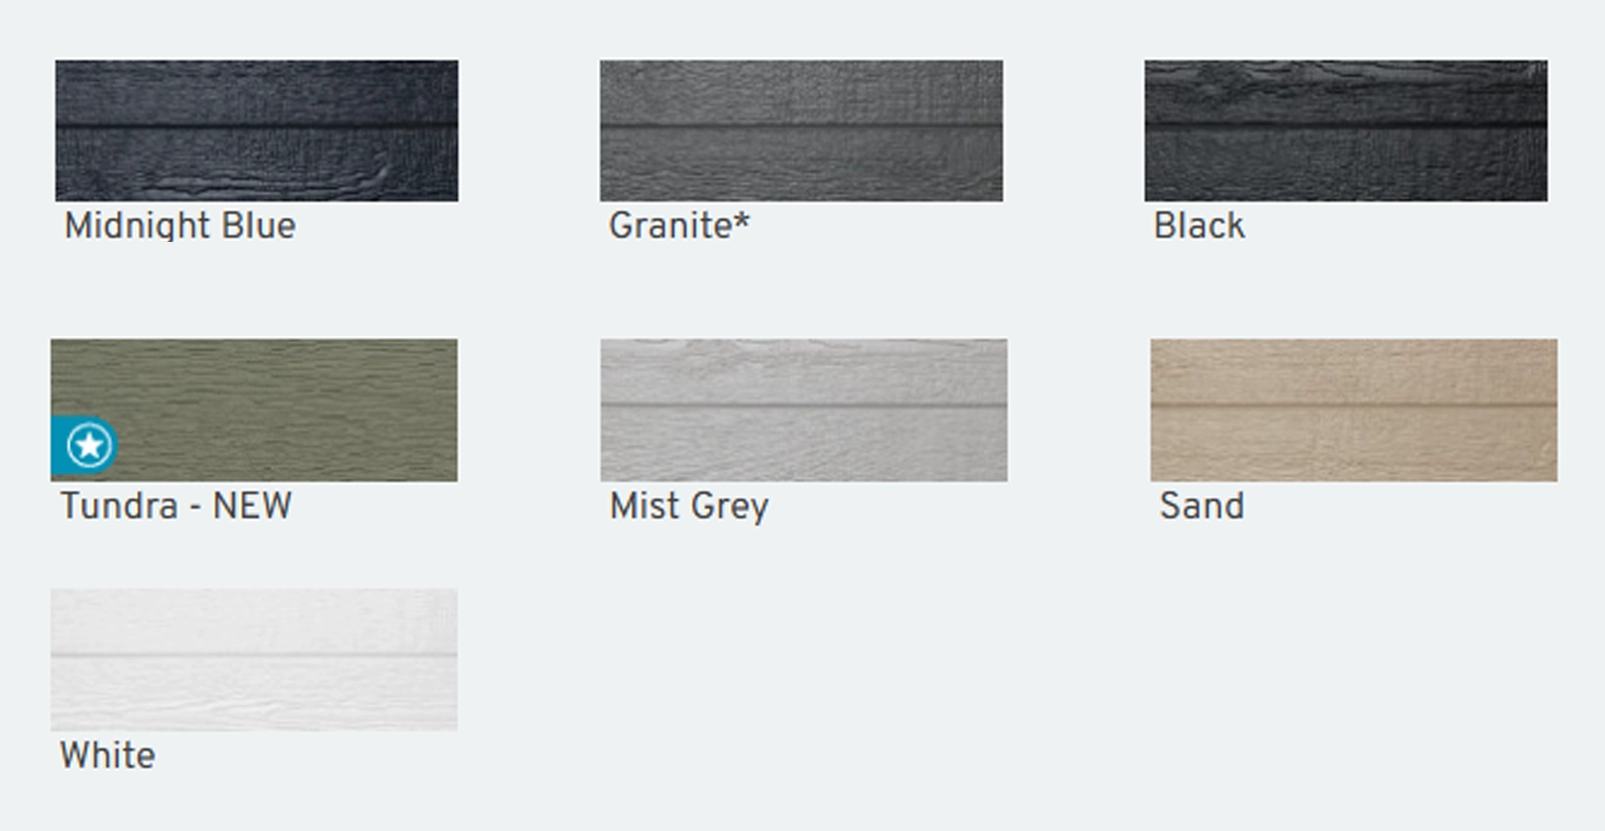 Midnight Blue
Granite*
Black
Tundra - NEW
Mist Grey
Sand
White